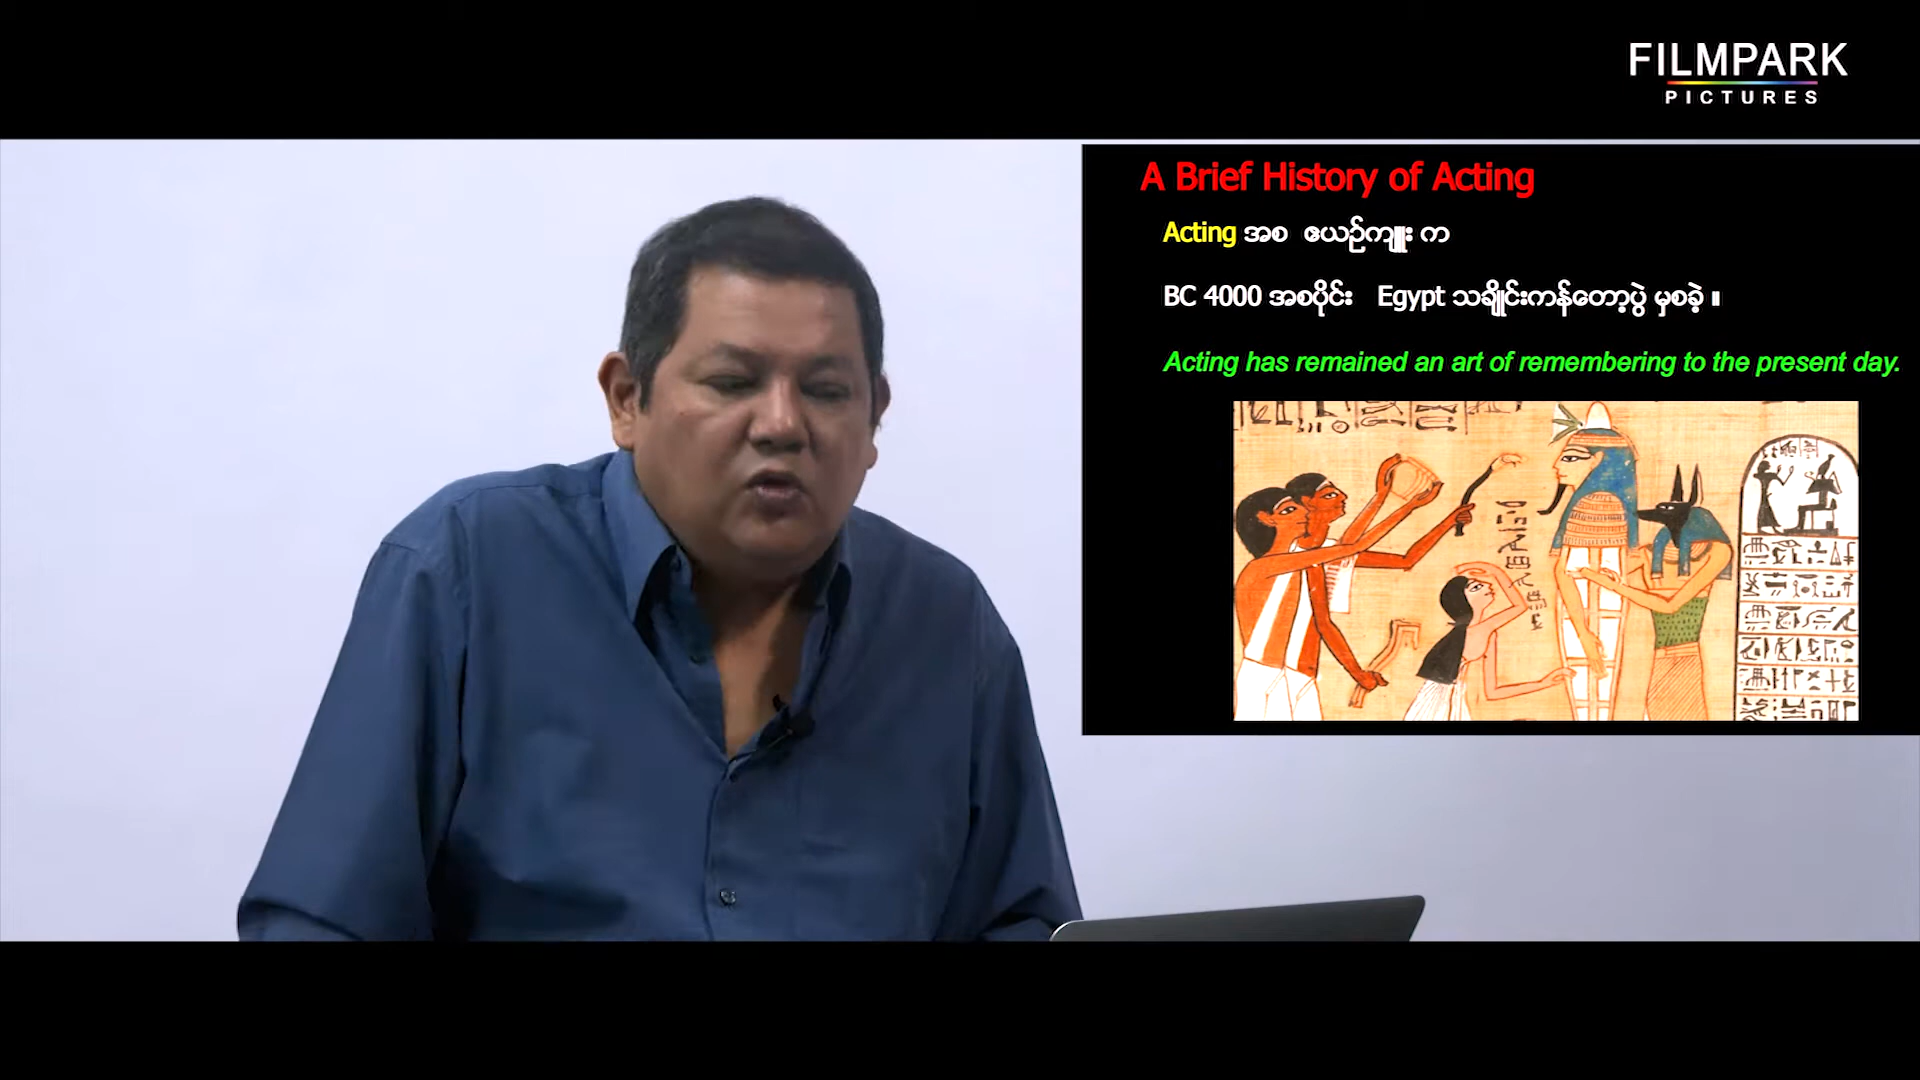 FILMPARK
PICTURES
A Brief History of Acting
Acting အစ ဧယဉ်ကျူး က
BC 4000 အစပိုင်း Egypt သချိုင်းကန်တော့ပွဲ မှစခဲ့ ။
Acting has remained an art of remembering to the present day.